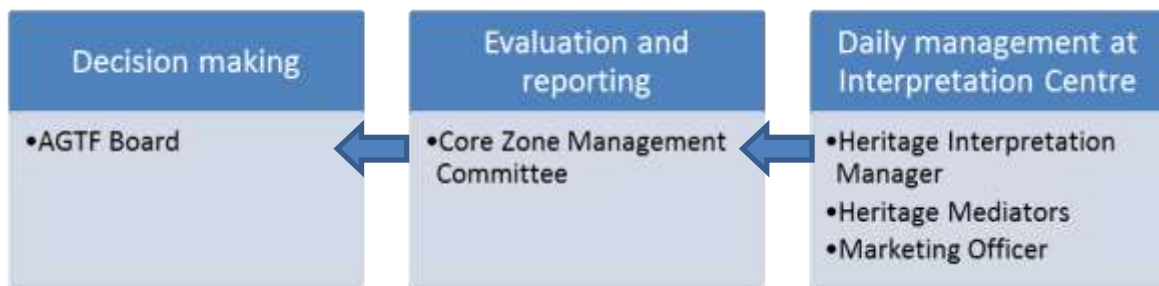 Decision making
•AGTF Board
Evaluation and
reporting
•Core Zone Management
Committee
Daily management at
Interpretation Centre
•Heritage Interpretation
Manager
•Heritage Mediators
•Marketing Officer